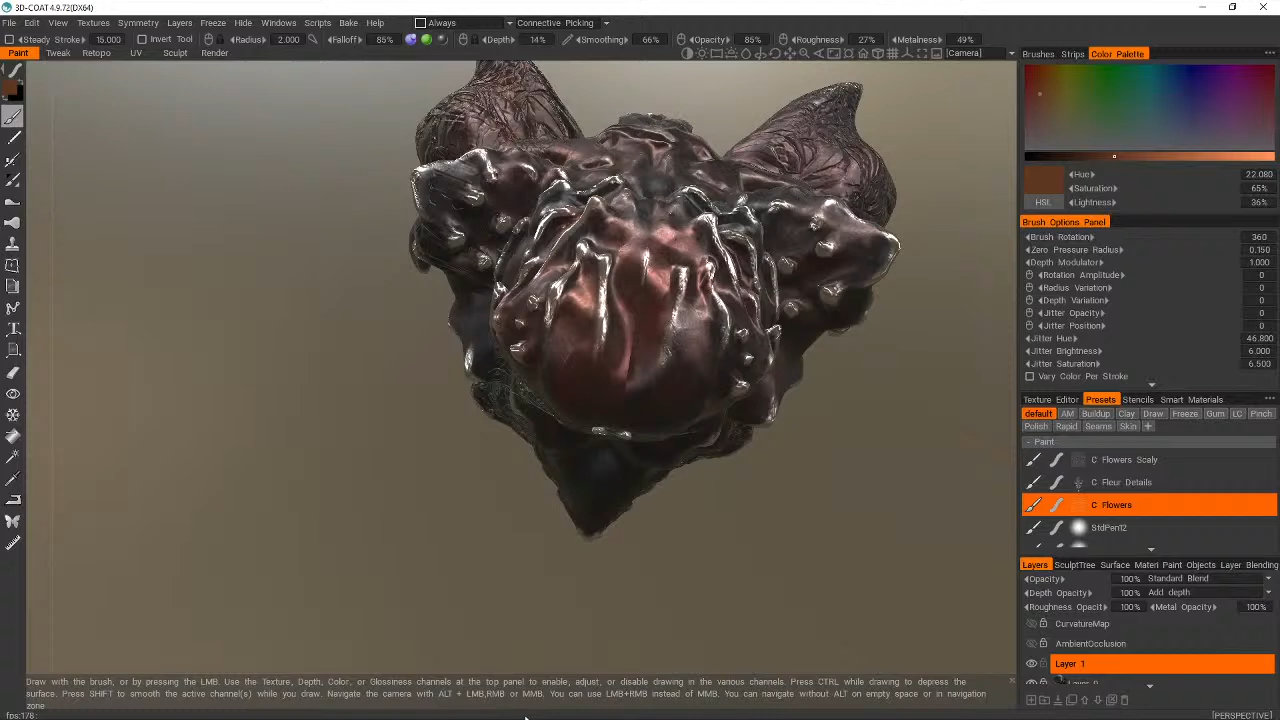 3D-COAT 4.9.72(DX64)
File Edit View Textures Symmetry Layers Freeze Hide Windows Scripts Bake Help Always Connective Picking
Steady Stroke 15.000 Invert Tool Radius 2.000 Falloff 85% Depth 14% Smoothing 66% Opacity 85% Roughness 27% Metalness 49%
Paint Tweak Retopo UV Sculpt Render [Camera]
Brushes Strips Color Palette
Hue 22.080
Saturation 65%
HSL Lightness 36%
Brush Options Panel
Brush Rotation 360
Zero Pressure Radius 0.150
Depth Modulator 1.000
Rotation Amplitude 0
Radius Variation 0
Depth Variation 0
Jitter Opacity 0
Jitter Position 0
Jitter Hue 46.800
Jitter Brightness 6.000
Jitter Saturation 6.500
Vary Color Per Stroke
Texture Editor Presets Stencils Smart Materials
default AM Buildup Clay Draw Freeze Gum LC Pinch
Polish Rapid Seams Skin +
- Paint
C Flowers Scaly
C Fleur Details
C Flowers
StdPen12
Layers SculptTree Surface Materi Paint Objects Layer Blending
Opacity 100% Standard Blend
Depth Opacity 100% Add depth
Roughness Opacit 100% Metal Opacity 100%
CurvatureMap
AmbientOcclusion
Layer 1
Draw with the brush, or by pressing the LMB. Use the Texture, Depth, Color, or Glossiness channels at the top panel to enable, adjust, or disable drawing in the various channels. Press CTRL while drawing to depress the
surface. Press SHIFT to smooth the active channel(s) while you draw. Navigate the camera with ALT + LMB,RMB or MMB. You can use LMB+RMB instead of MMB. You can navigate without ALT on empty space or in navigation
zone
fps:178 ; [PERSPECTIVE]